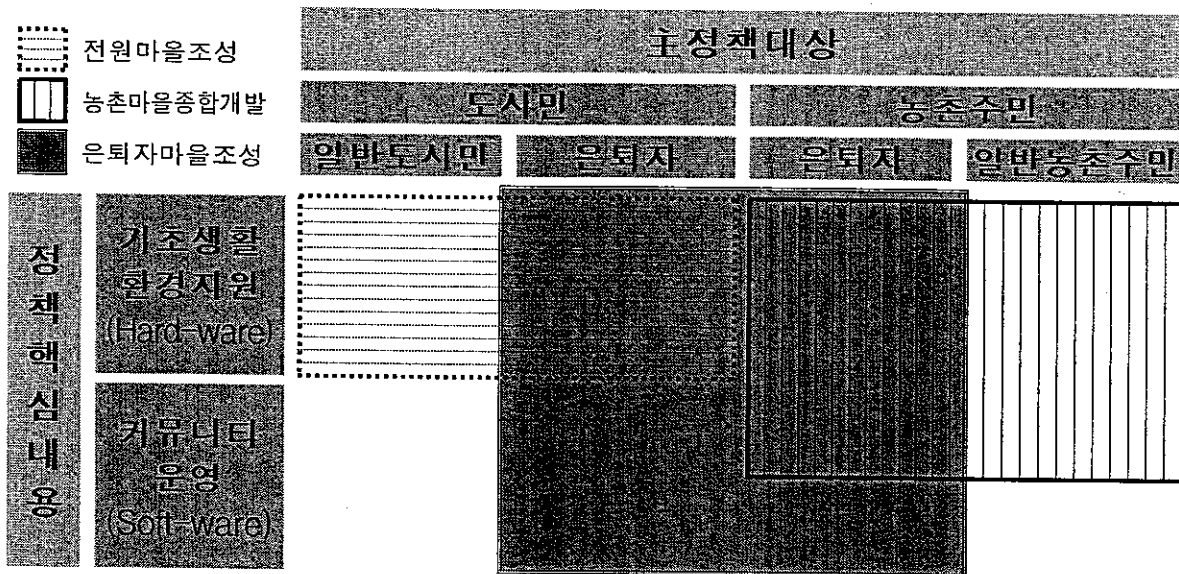 전원마을조성
농촌마을종합개발
은퇴자마을조성
主정책대상
도시민
농촌주민
일반도시민
은퇴자
은퇴자
일반농촌주민
정책핵심내용
기초생활
환경지원
(Hard-ware)
커뮤니티
운영
(Soft-ware)